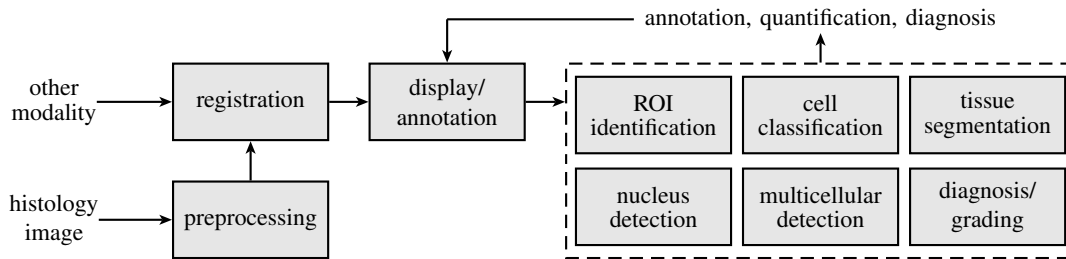 annotation, quantification, diagnosis
other
modality
registration
display/
annotation
ROI
identification
cell
classification
tissue
segmentation
histology
image
preprocessing
nucleus
detection
multicellular
detection
diagnosis/
grading